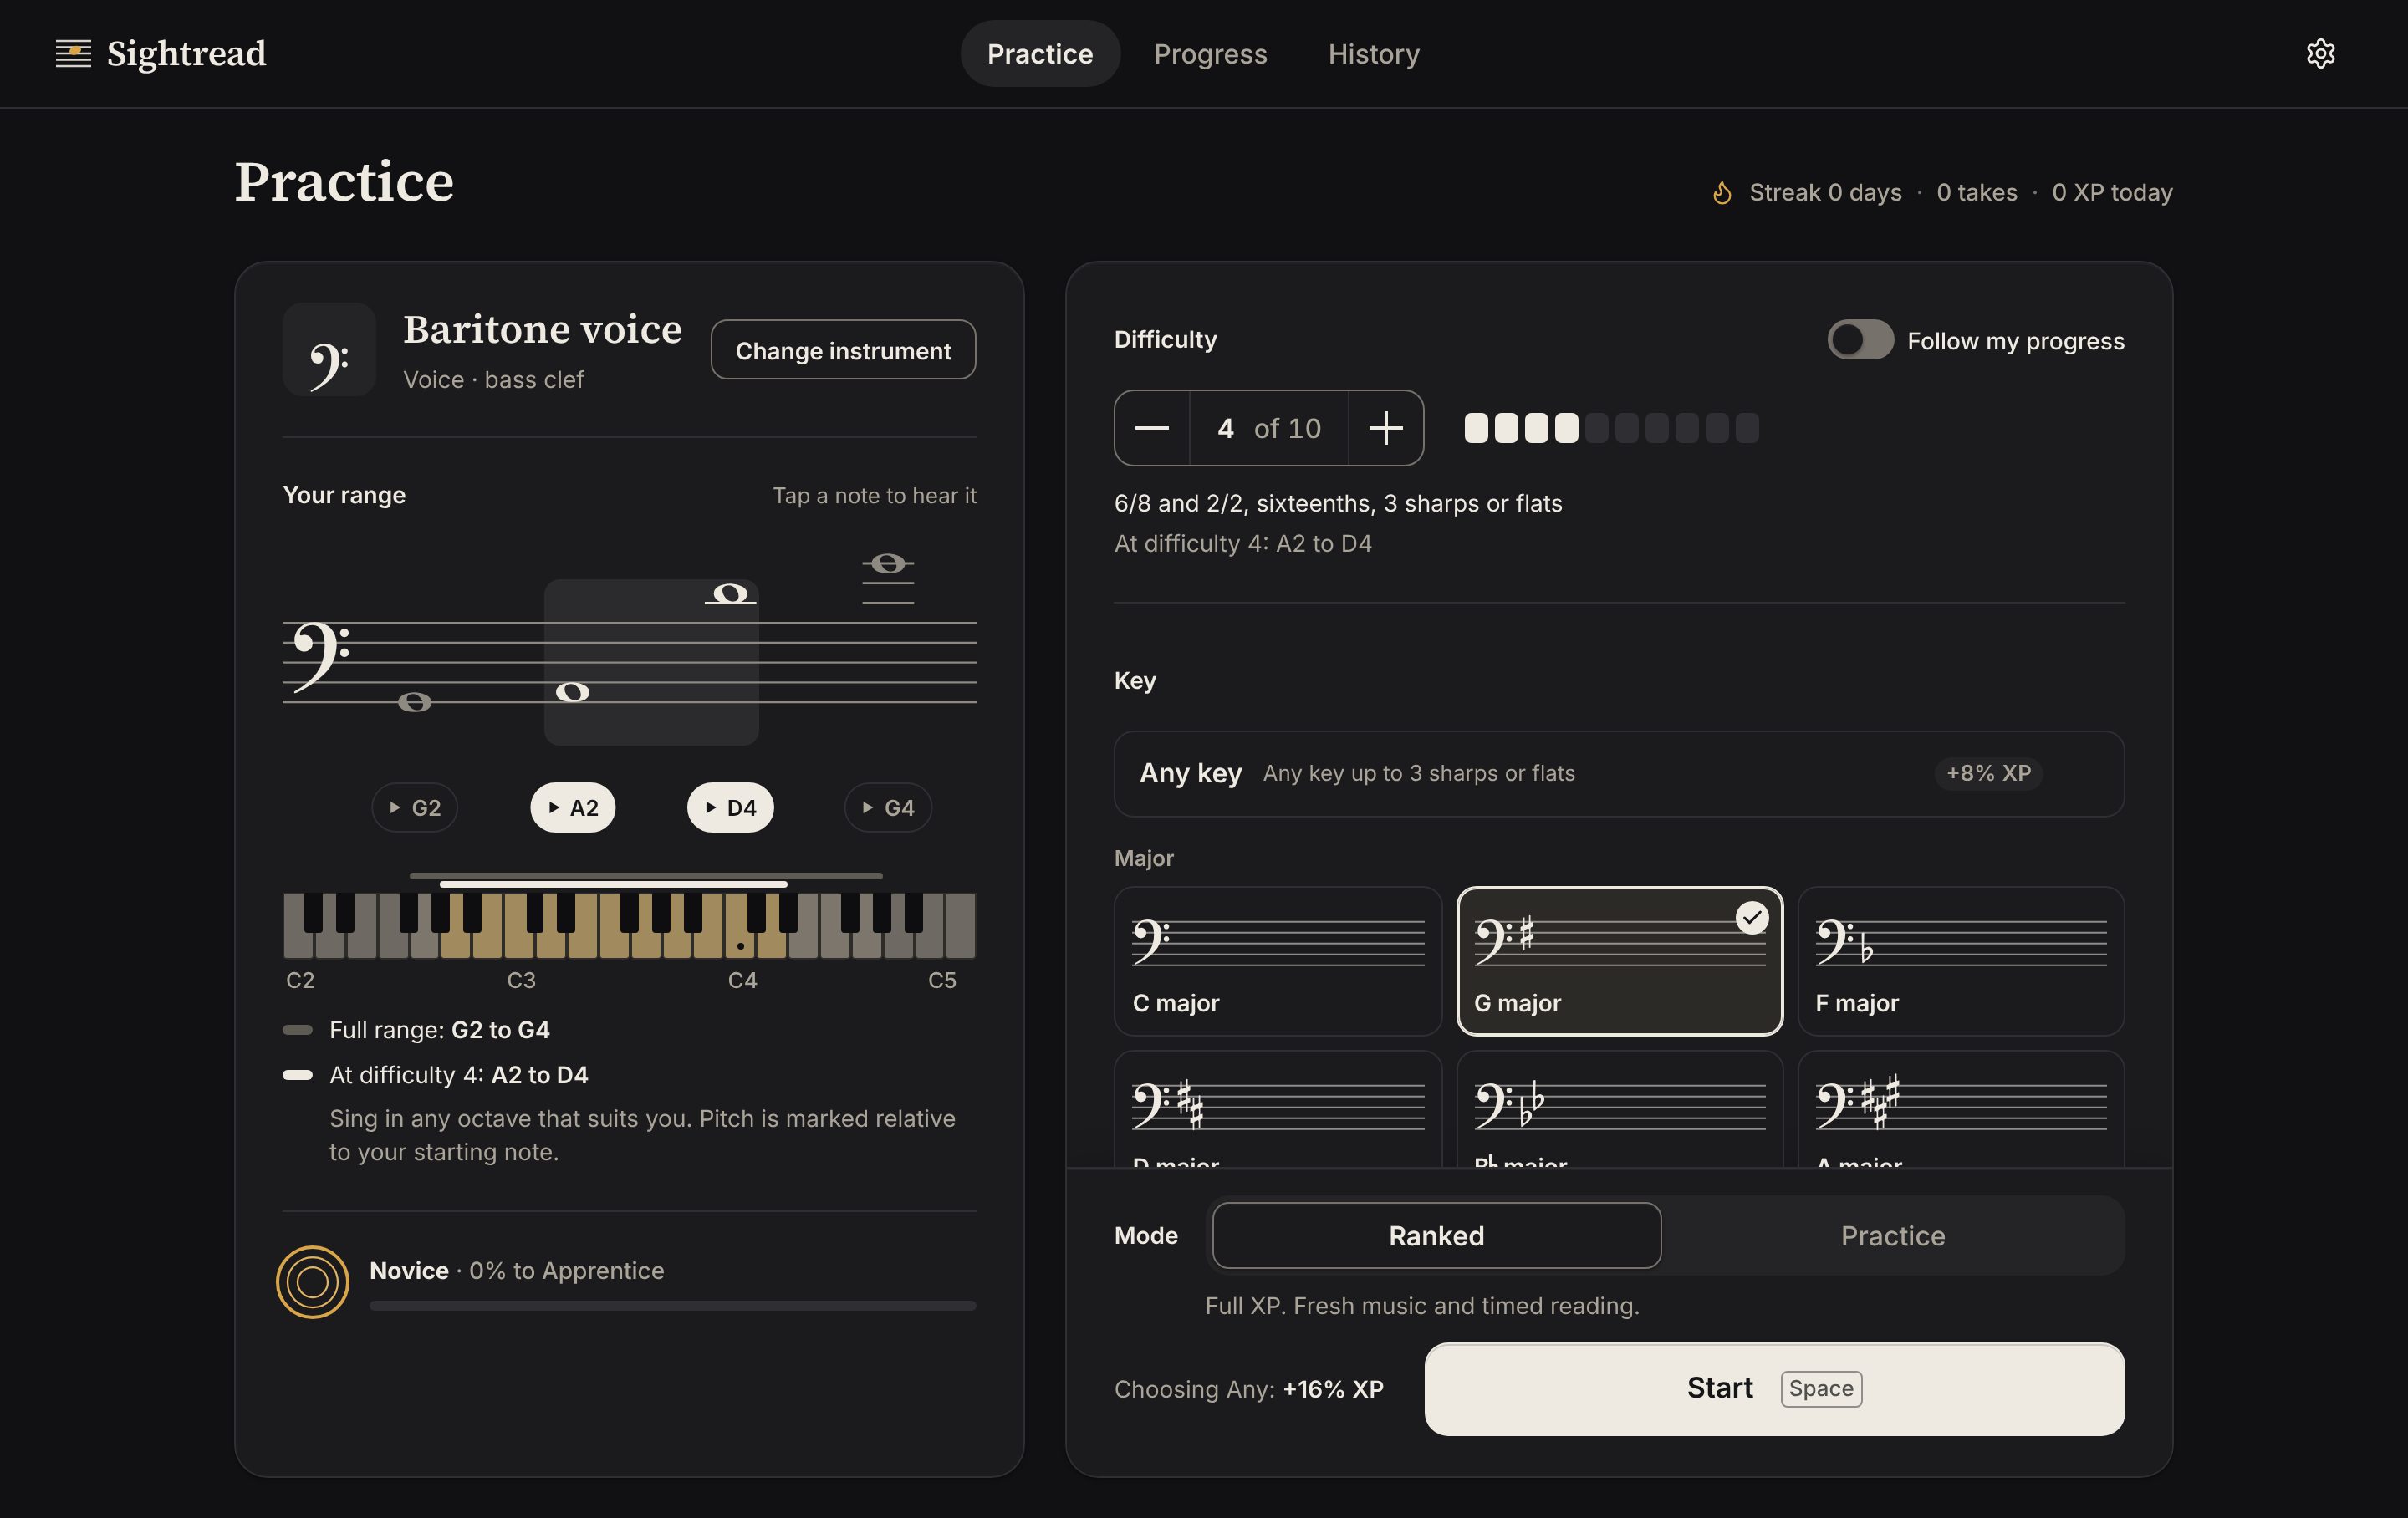 Sightread
Practice
Progress
History
Practice
Streak 0 days · 0 takes · 0 XP today
Baritone voice
Voice · bass clef
Change instrument
Your range
Tap a note to hear it
G2
A2
D4
G4
C2
C3
C4
C5
Full range: G2 to G4
At difficulty 4: A2 to D4
Sing in any octave that suits you. Pitch is marked relative
to your starting note.
Novice · 0% to Apprentice
Difficulty
Follow my progress
4 of 10
6/8 and 2/2, sixteenths, 3 sharps or flats
At difficulty 4: A2 to D4
Key
Any key
Any key up to 3 sharps or flats
+8% XP
Major
C major
G major
F major
D major
B♭ major
A major
Mode
Ranked
Practice
Full XP. Fresh music and timed reading.
Choosing Any: +16% XP
Start
Space